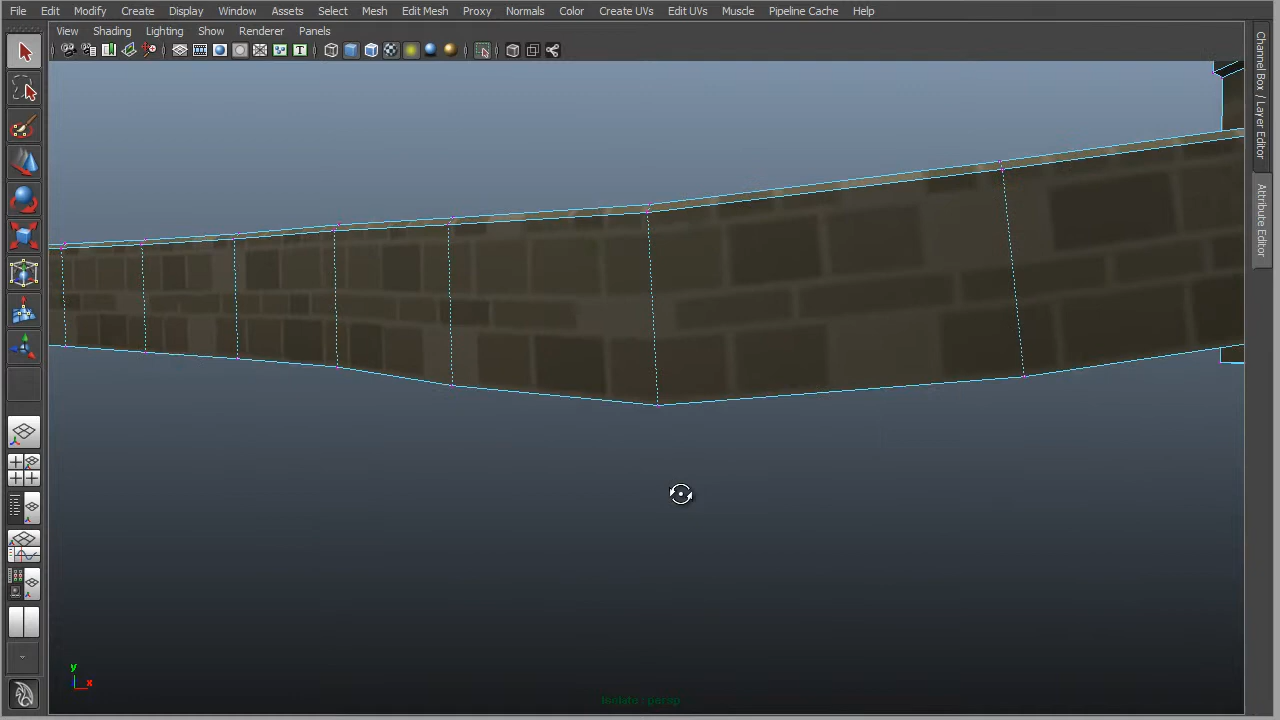 File Edit Modify Create Display Window Assets Select Mesh Edit Mesh Proxy Normals Color Create UVs Edit UVs Muscle Pipeline Cache Help
View Shading Lighting Show Renderer Panels
Channel Box / Layer Editor
Attribute Editor
T
y
x
Isolate : persp